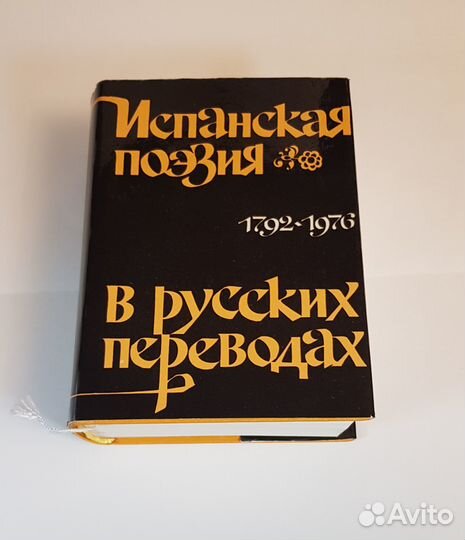 Испанская
поэзия
1792-1976
в русских
переводах
Avito